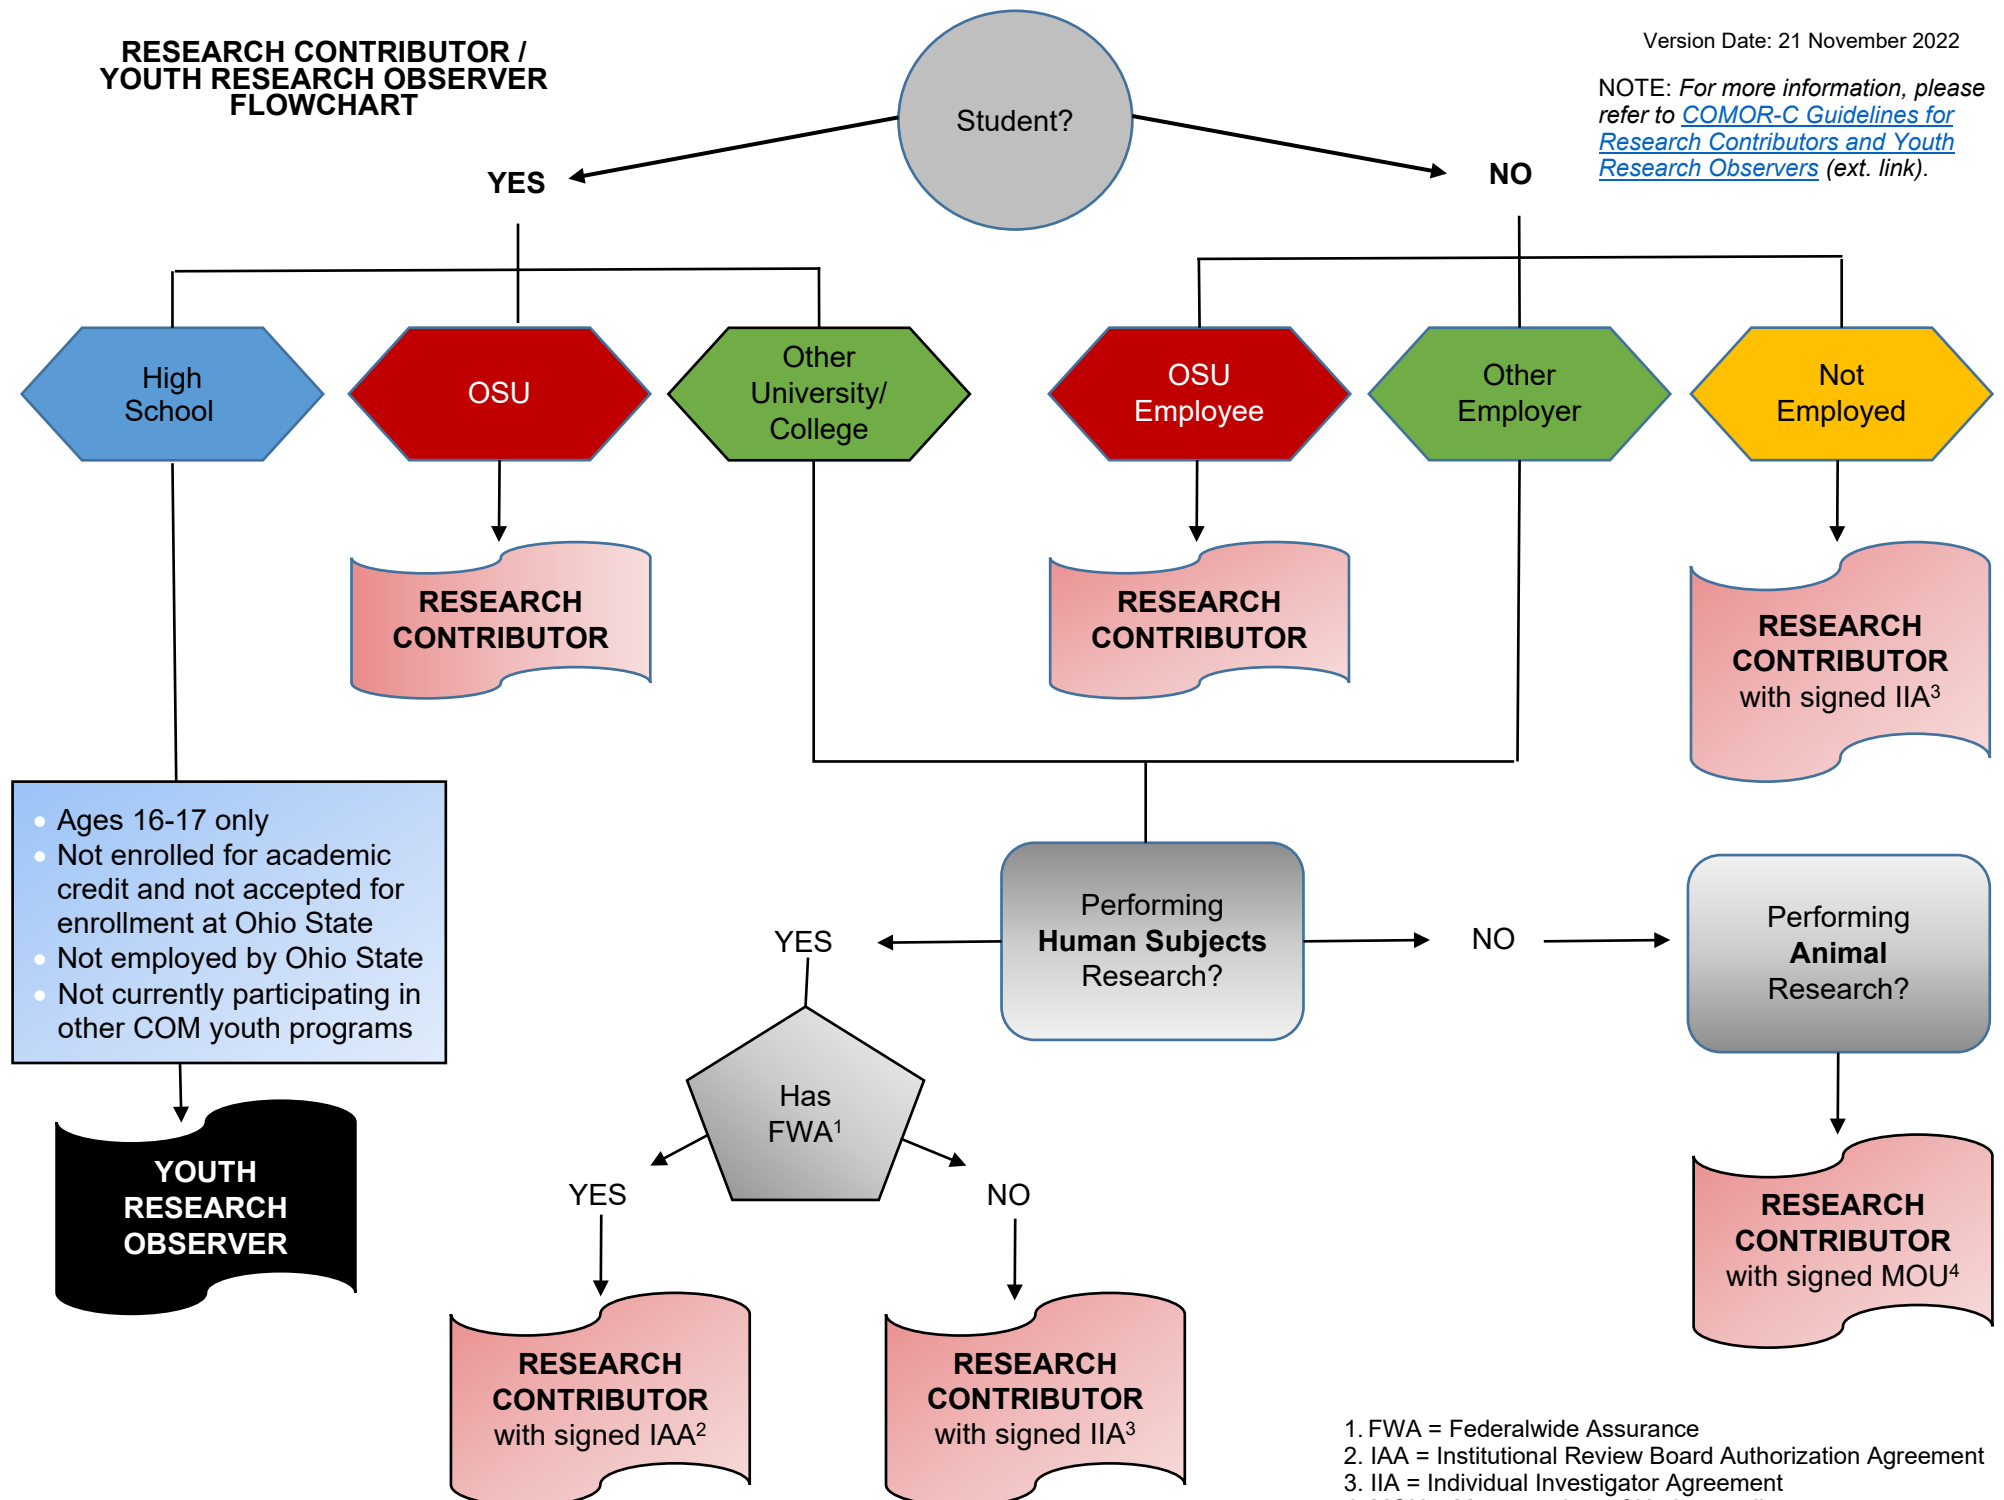 RESEARCH CONTRIBUTOR /
YOUTH RESEARCH OBSERVER
FLOWCHART
Version Date: 21 November 2022
NOTE: For more information, please
refer to COMOR-C Guidelines for
Research Contributors and Youth
Research Observers (ext. link).
Student?
YES
NO
High
School
OSU
Other
University/
College
OSU
Employee
Other
Employer
Not
Employed
RESEARCH
CONTRIBUTOR
RESEARCH
CONTRIBUTOR
RESEARCH
CONTRIBUTOR
with signed IIA³
• Ages 16-17 only
• Not enrolled for academic
credit and not accepted for
enrollment at Ohio State
• Not employed by Ohio State
• Not currently participating in
other COM youth programs
YOUTH
RESEARCH
OBSERVER
Performing
Human Subjects
Research?
YES
NO
Performing
Animal
Research?
Has
FWA¹
YES
NO
RESEARCH
CONTRIBUTOR
with signed IAA²
RESEARCH
CONTRIBUTOR
with signed IIA³
RESEARCH
CONTRIBUTOR
with signed MOU⁴
1. FWA = Federalwide Assurance
2. IAA = Institutional Review Board Authorization Agreement
3. IIA = Individual Investigator Agreement